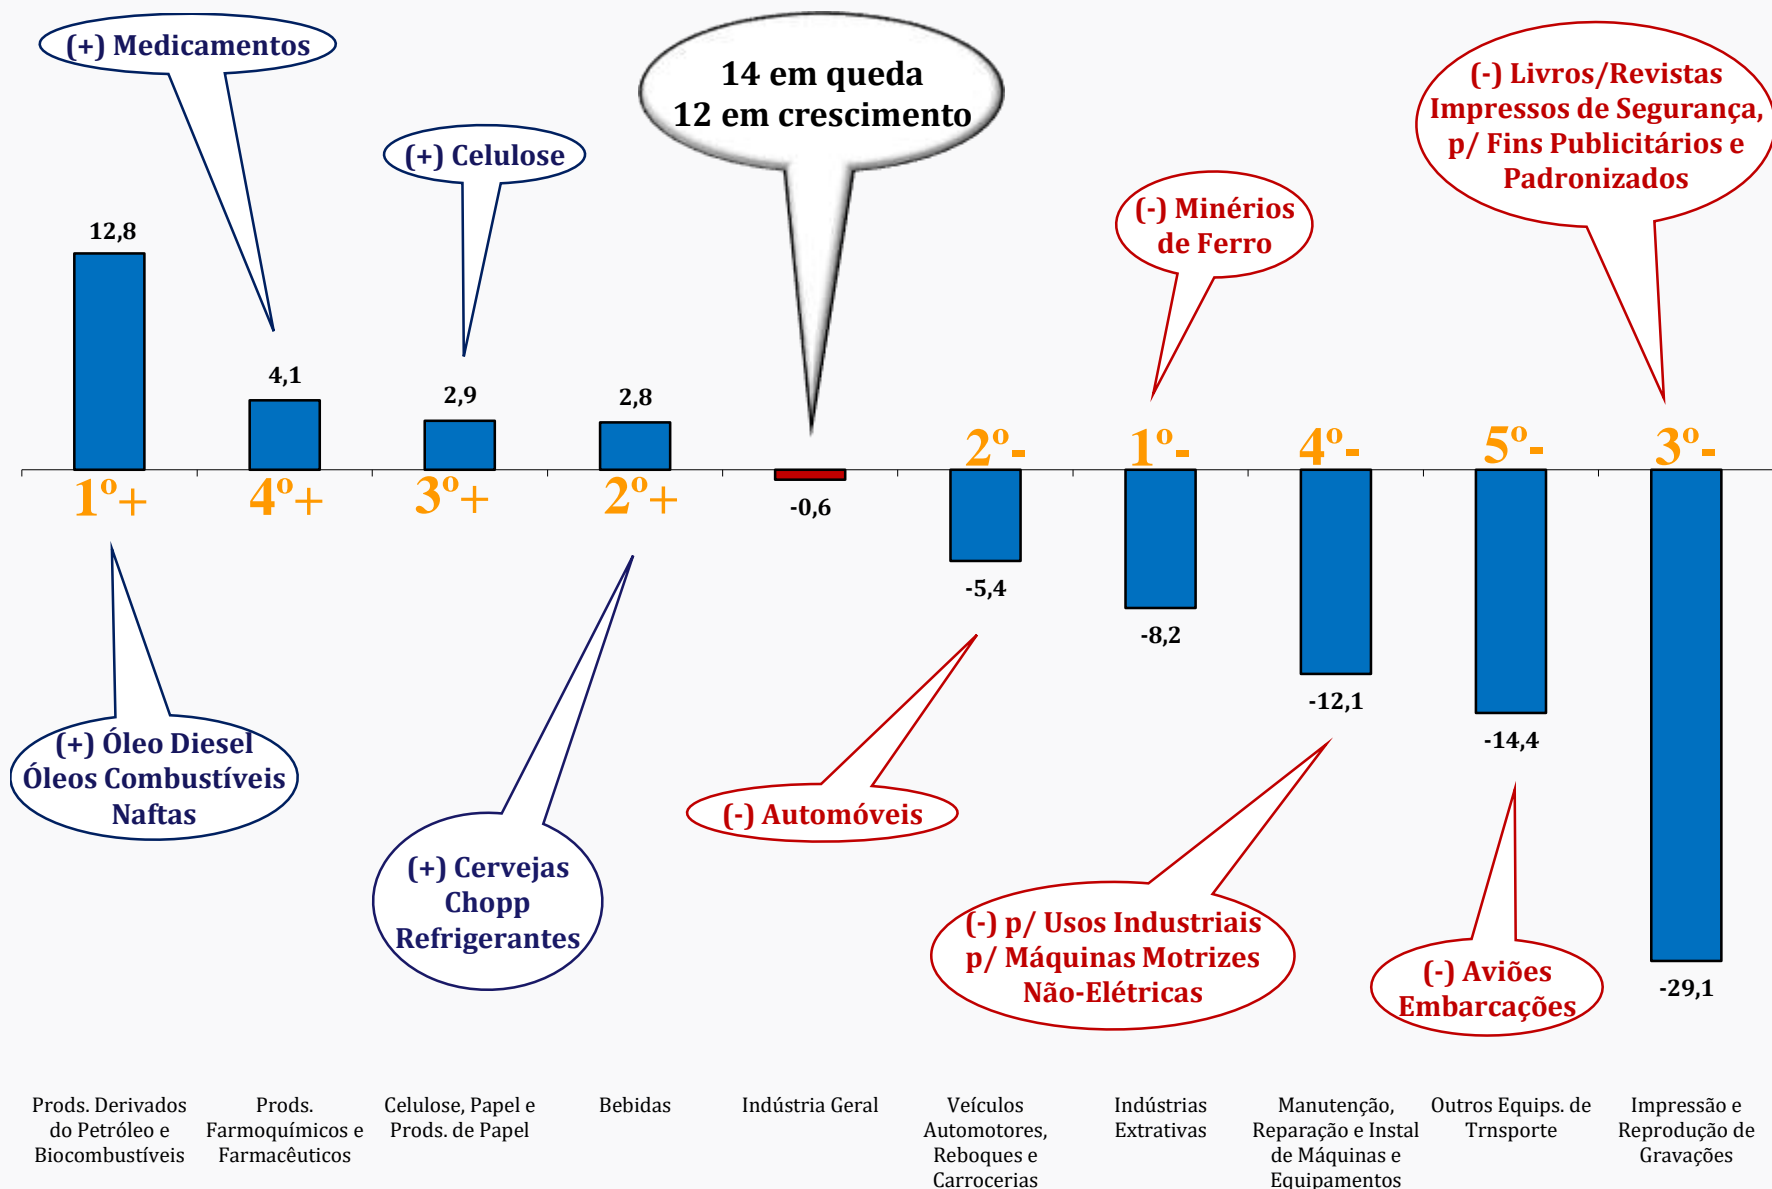 (+) Medicamentos
(+) Celulose
14 em queda
12 em crescimento
(-) Minérios
de Ferro
(-) Livros/Revistas
Impressos de Segurança,
p/ Fins Publicitários e
Padronizados
12,8
4,1
2,9
2,8
-0,6
-5,4
-8,2
-12,1
-14,4
-29,1
1º+
4º+
3º+
2º+
2º-
1º-
4º-
5º-
3º-
(+) Óleo Diesel
Óleos Combustíveis
Naftas
(+) Cervejas
Chopp
Refrigerantes
(-) Automóveis
(-) p/ Usos Industriais
p/ Máquinas Motrizes
Não-Elétricas
(-) Aviões
Embarcações
Prods. Derivados
do Petróleo e
Biocombustíveis
Prods.
Farmoquímicos e
Farmacêuticos
Celulose, Papel e
Prods. de Papel
Bebidas
Indústria Geral
Veículos
Automotores,
Reboques e
Carrocerias
Indústrias
Extrativas
Manutenção,
Reparação e Instal
de Máquinas e
Equipamentos
Outros Equips. de
Trnsporte
Impressão e
Reprodução de
Gravações